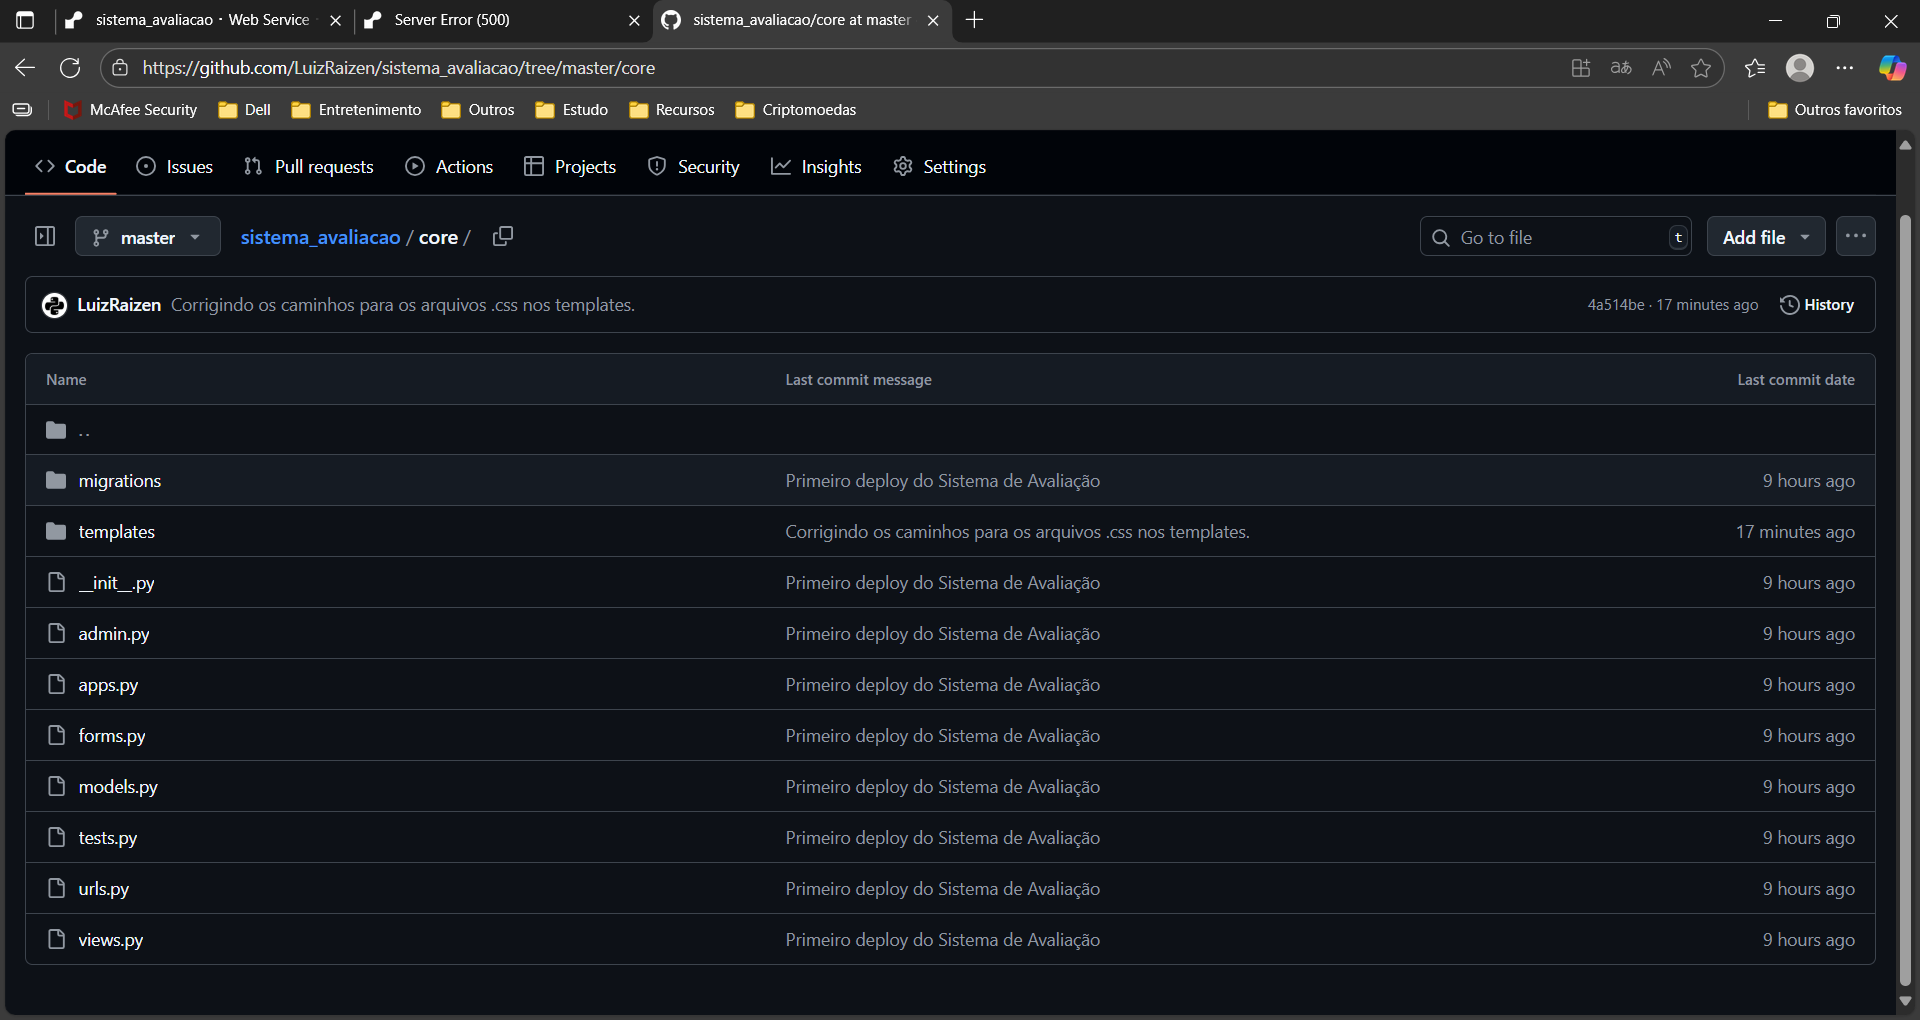 sistema_avaliacao · Web Service
Server Error (500)
sistema_avaliacao/core at master
https://github.com/LuizRaizen/sistema_avaliacao/tree/master/core
McAfee Security
Dell
Entretenimento
Outros
Estudo
Recursos
Criptomoedas
Outros favoritos
Code
Issues
Pull requests
Actions
Projects
Security
Insights
Settings
master
sistema_avaliacao / core /
Go to file
t
Add file
LuizRaizen Corrigindo os caminhos para os arquivos .css nos templates.
4a514be · 17 minutes ago
History
Name Last commit message Last commit date
..
migrations Primeiro deploy do Sistema de Avaliação 9 hours ago
templates Corrigindo os caminhos para os arquivos .css nos templates. 17 minutes ago
__init__.py Primeiro deploy do Sistema de Avaliação 9 hours ago
admin.py Primeiro deploy do Sistema de Avaliação 9 hours ago
apps.py Primeiro deploy do Sistema de Avaliação 9 hours ago
forms.py Primeiro deploy do Sistema de Avaliação 9 hours ago
models.py Primeiro deploy do Sistema de Avaliação 9 hours ago
tests.py Primeiro deploy do Sistema de Avaliação 9 hours ago
urls.py Primeiro deploy do Sistema de Avaliação 9 hours ago
views.py Primeiro deploy do Sistema de Avaliação 9 hours ago